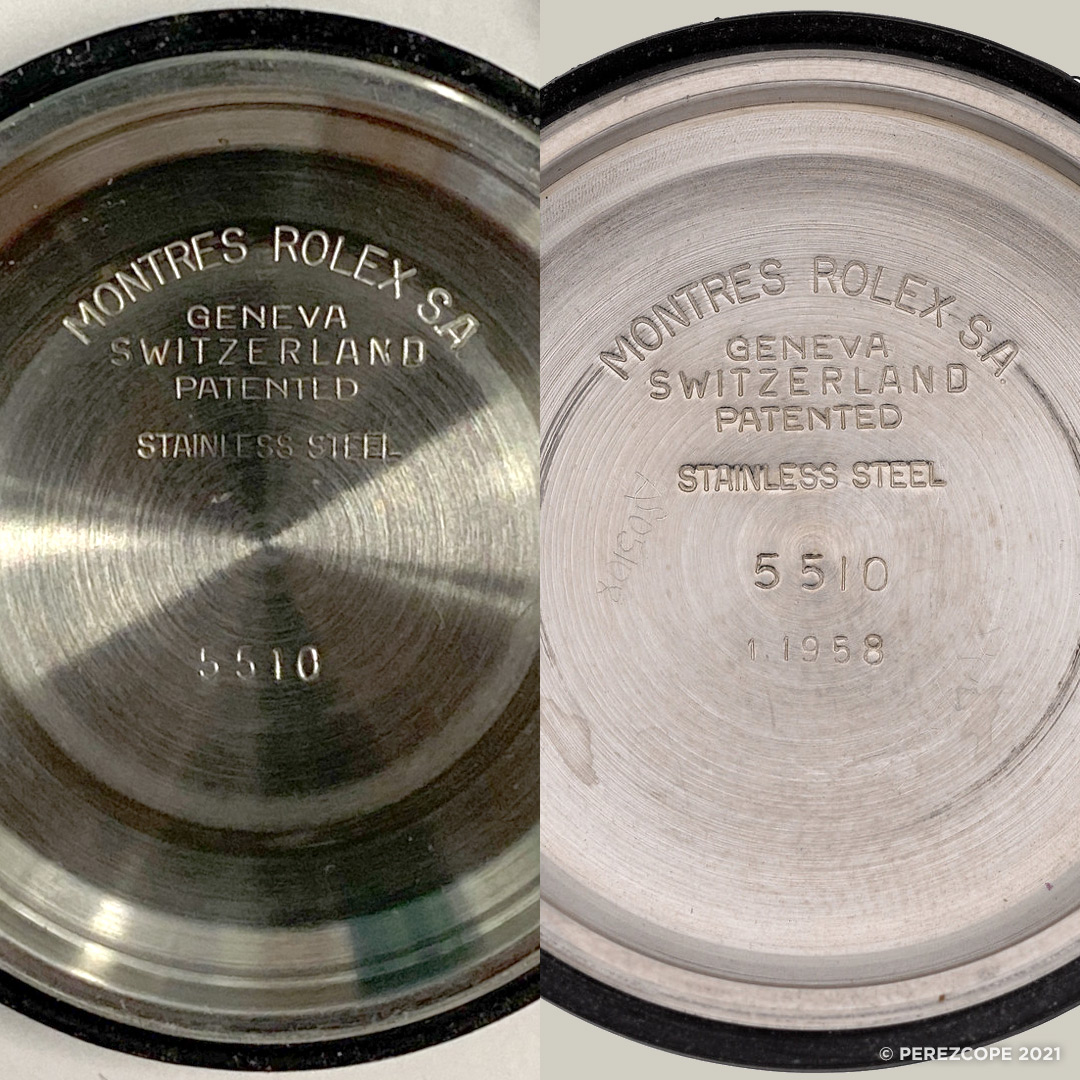 MONTRES ROLEX S.A
GENEVA
SWITZERLAND
PATENTED
STAINLESS STEEL
5510
MONTRES ROLEX S.A.
GENEVA
SWITZERLAND
PATENTED
STAINLESS STEEL
5510
1.1958
© PEREZCOPE 2021